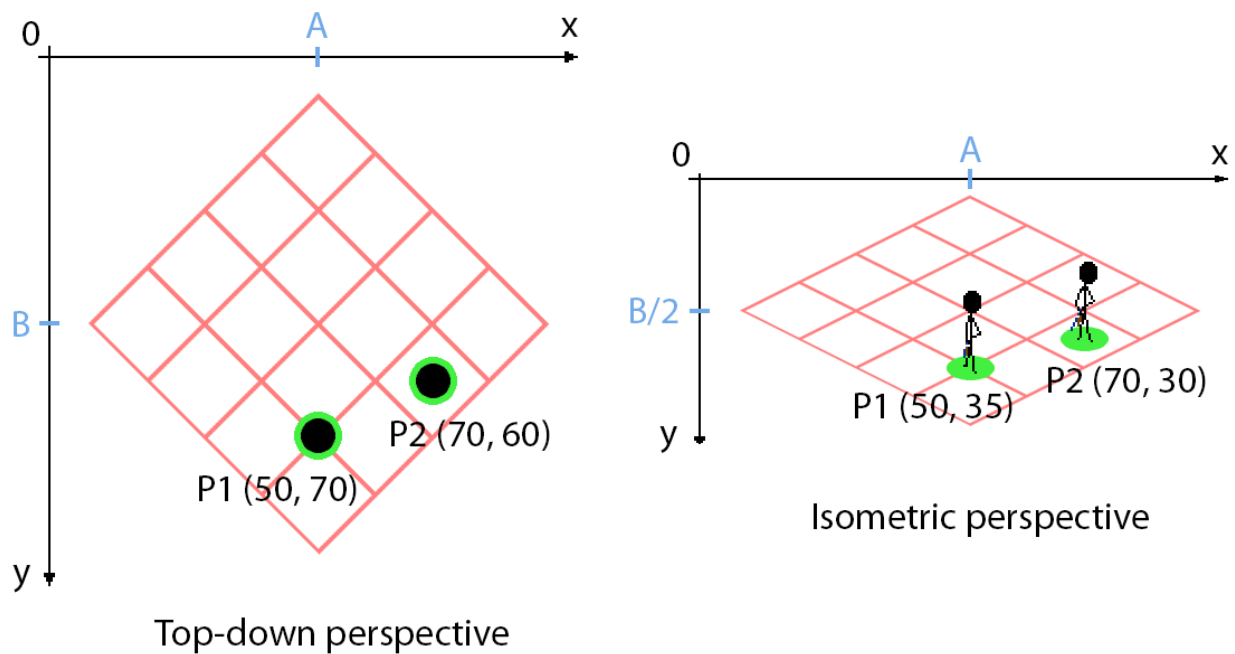 0
A
x
B
P2 (70, 60)
P1 (50, 70)
y
Top-down perspective
0
A
x
B/2
P2 (70, 30)
P1 (50, 35)
y
Isometric perspective